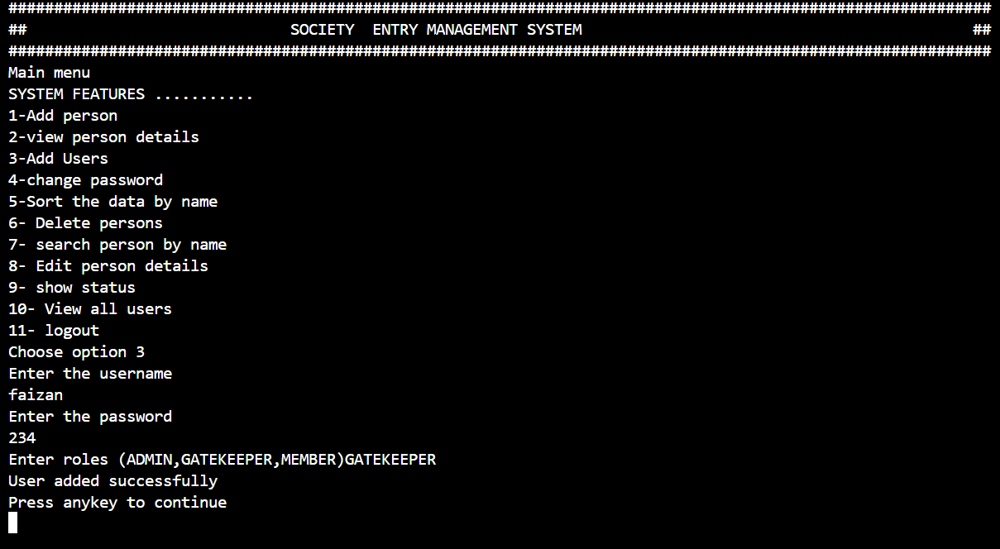 ############################################################################################################
## SOCIETY  ENTRY MANAGEMENT SYSTEM ##
############################################################################################################
Main menu
SYSTEM FEATURES ...........
1-Add person
2-view person details
3-Add Users
4-change password
5-Sort the data by name
6- Delete persons
7- search person by name
8- Edit person details
9- show status
10- View all users
11- logout
Choose option 3
Enter the username
faizan
Enter the password
234
Enter roles (ADMIN,GATEKEEPER,MEMBER)GATEKEEPER
User added successfully
Press anykey to continue